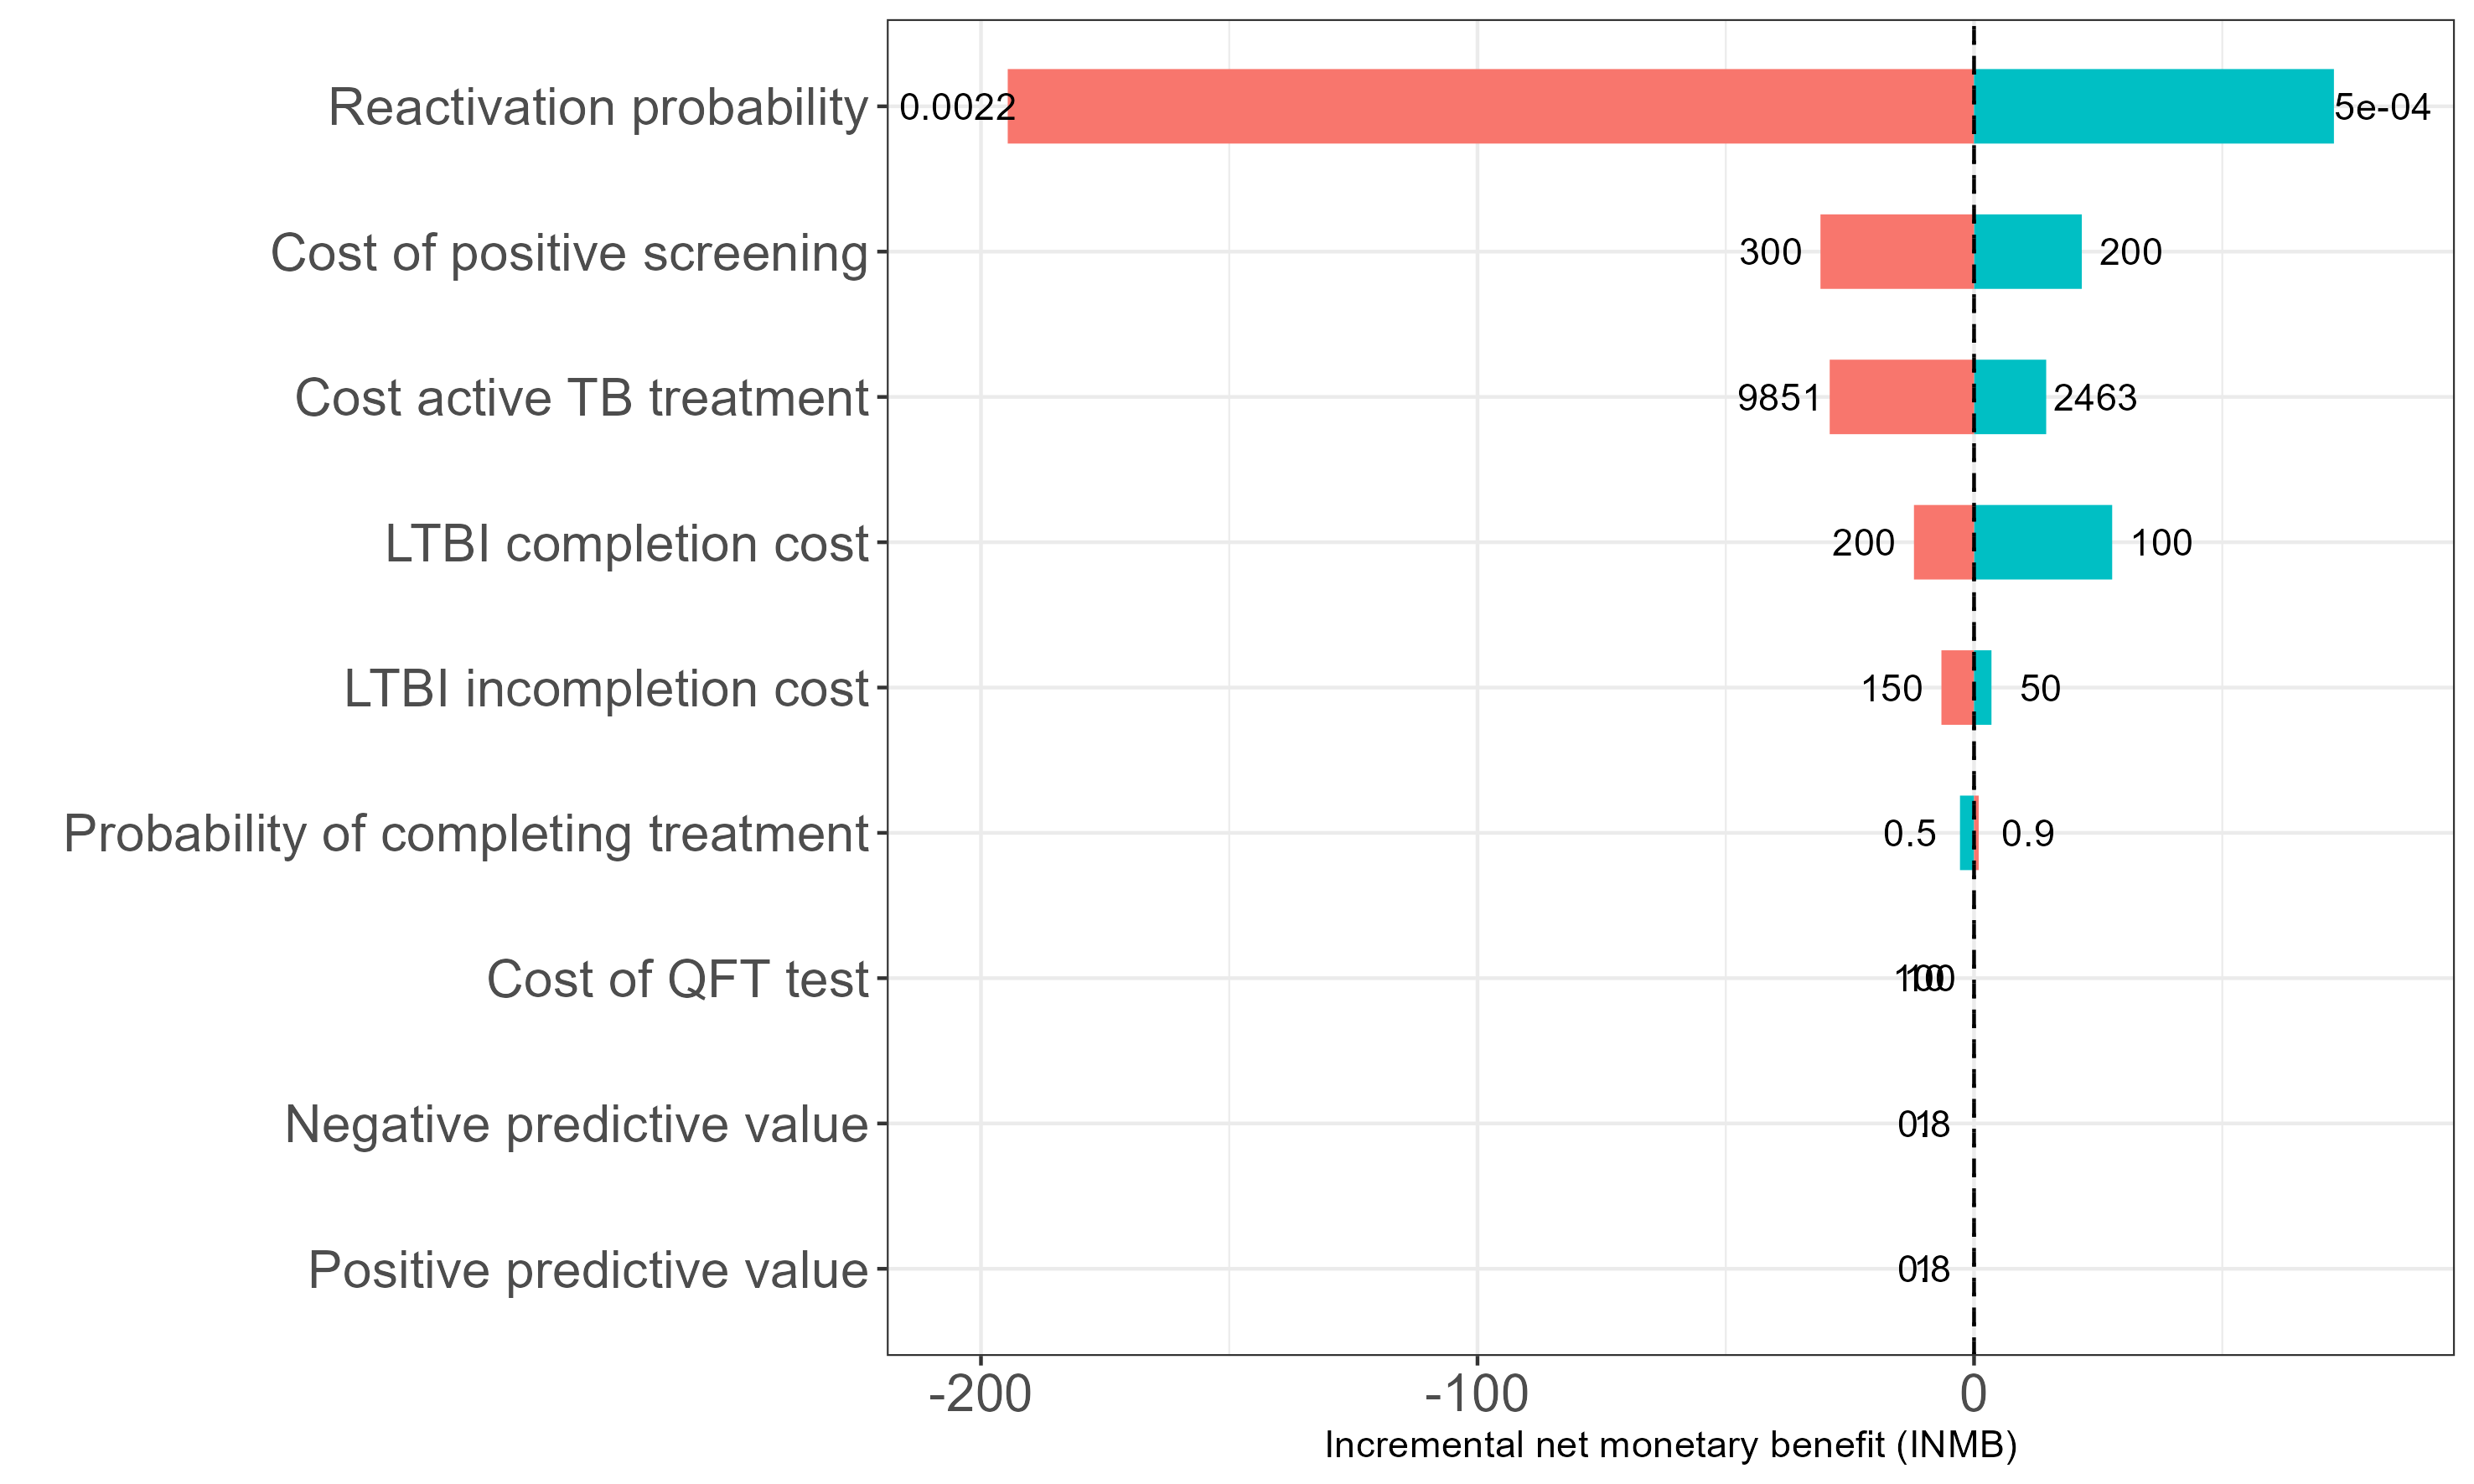 Reactivation probability 0.0022 5e-04
Cost of positive screening 300 200
Cost active TB treatment 9851 2463
LTBI completion cost 200 100
LTBI incompletion cost 150 50
Probability of completing treatment 0.5 0.9
Cost of QFT test
Negative predictive value
Positive predictive value
-200 -100 0
Incremental net monetary benefit (INMB)